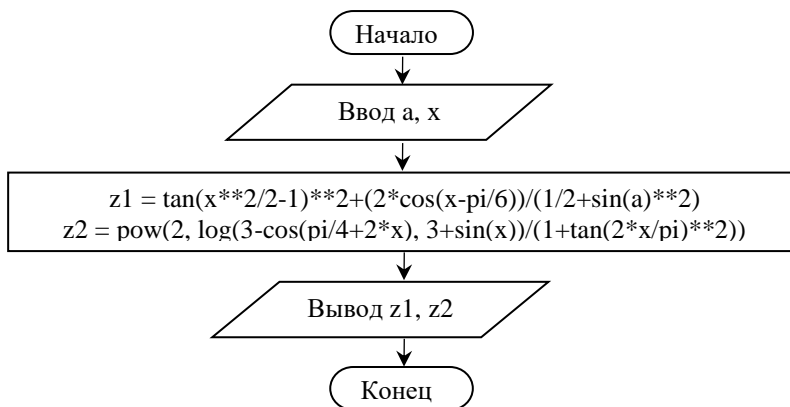 Начало
Ввод a, x
z1 = tan(x**2/2-1)**2+(2*cos(x-pi/6))/(1/2+sin(a)**2)
z2 = pow(2, log(3-cos(pi/4+2*x), 3+sin(x))/(1+tan(2*x/pi)**2))
Вывод z1, z2
Конец